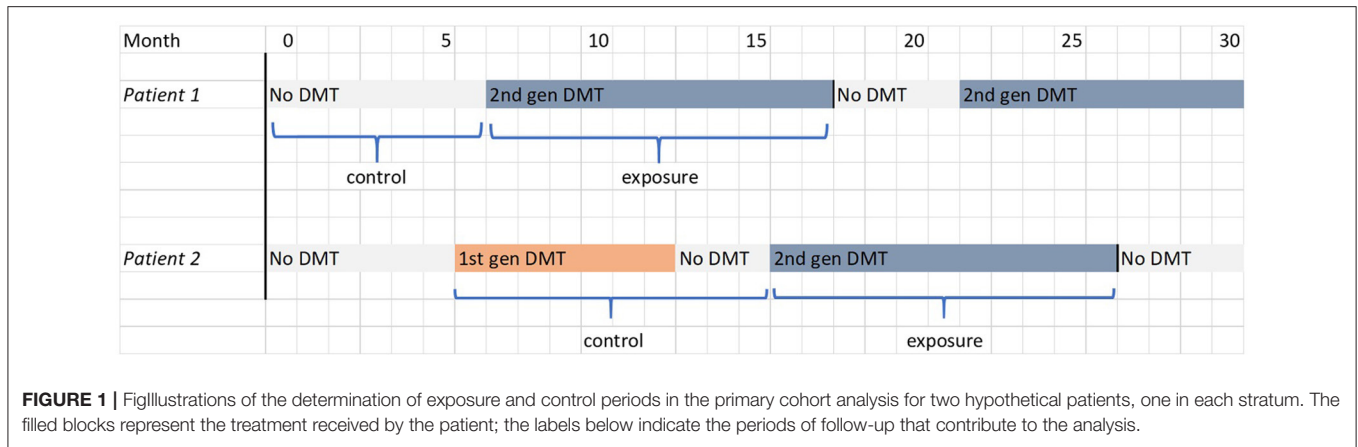 Month 0 5 10 15 20 25 30
Patient 1 No DMT 2nd gen DMT No DMT 2nd gen DMT
control exposure
Patient 2 No DMT 1st gen DMT No DMT 2nd gen DMT No DMT
control exposure
FIGURE 1 | FigIllustrations of the determination of exposure and control periods in the primary cohort analysis for two hypothetical patients, one in each stratum. The
filled blocks represent the treatment received by the patient; the labels below indicate the periods of follow-up that contribute to the analysis.